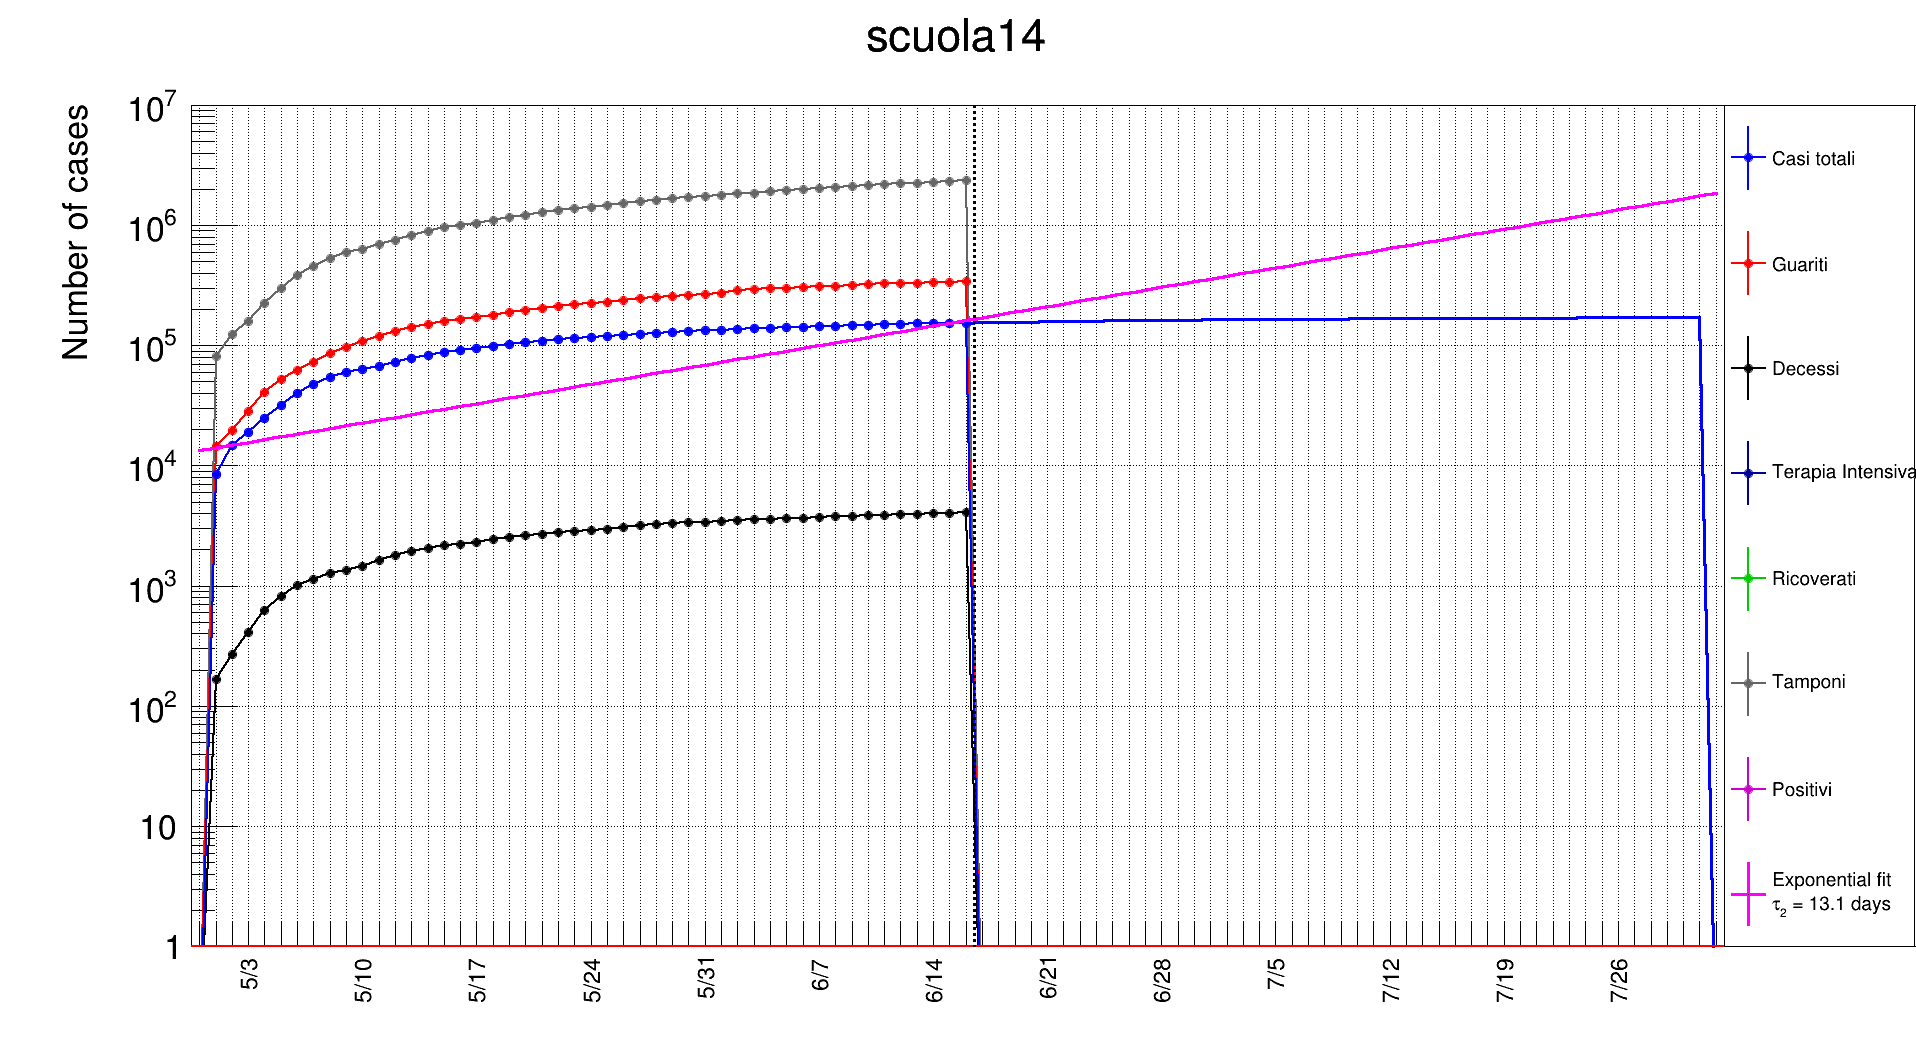 scuola14
Number of cases
10^7
10^6
10^5
10^4
10^3
10^2
10
1
5/3
5/10
5/17
5/24
5/31
6/7
6/14
6/21
6/28
7/5
7/12
7/19
7/26
Casi totali
Guariti
Decessi
Terapia Intensiva
Ricoverati
Tamponi
Positivi
Exponential fit
τ₂ = 13.1 days